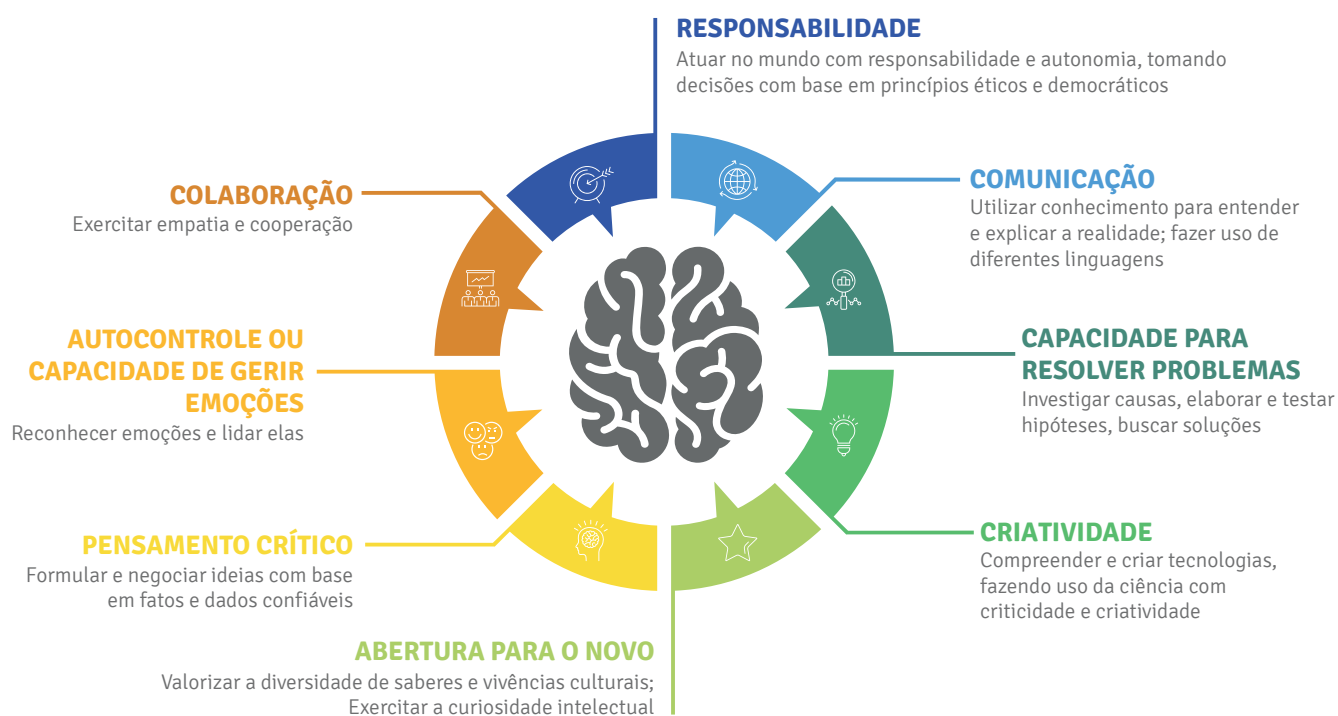 RESPONSABILIDADE
Atuar no mundo com responsabilidade e autonomia, tomando
decisões com base em princípios éticos e democráticos
COMUNICAÇÃO
Utilizar conhecimento para entender
e explicar a realidade; fazer uso de
diferentes linguagens
CAPACIDADE PARA
RESOLVER PROBLEMAS
Investigar causas, elaborar e testar
hipóteses, buscar soluções
CRIATIVIDADE
Compreender e criar tecnologias,
fazendo uso da ciência com
criticidade e criatividade
ABERTURA PARA O NOVO
Valorizar a diversidade de saberes e vivências culturais;
Exercitar a curiosidade intelectual
PENSAMENTO CRÍTICO
Formular e negociar ideias com base
em fatos e dados confiáveis
AUTOCONTROLE OU
CAPACIDADE DE GERIR
EMOÇÕES
Reconhecer emoções e lidar elas
COLABORAÇÃO
Exercitar empatia e cooperação